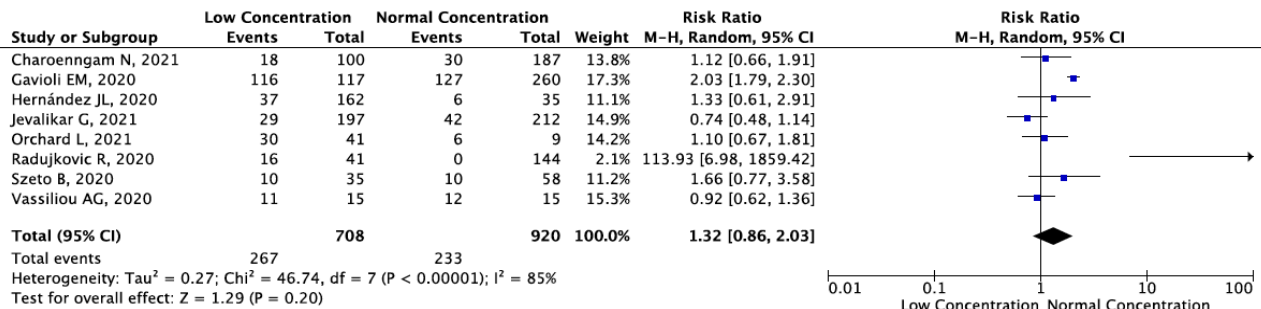 Low Concentration Normal Concentration Risk Ratio Risk Ratio
Study or Subgroup Events Total Events Total Weight M-H, Random, 95% CI M-H, Random, 95% CI
Charoenngam N, 2021 18 100 30 187 13.8% 1.12 [0.66, 1.91]
Gavioli EM, 2020 116 117 127 260 17.3% 2.03 [1.79, 2.30]
Hernández JL, 2020 37 162 6 35 11.1% 1.33 [0.61, 2.91]
Jevalikar G, 2021 29 197 42 212 14.9% 0.74 [0.48, 1.14]
Orchard L, 2021 30 41 6 9 14.2% 1.10 [0.67, 1.81]
Radujkovic R, 2020 16 41 0 144 2.1% 113.93 [6.98, 1859.42]
Szeto B, 2020 10 35 10 58 11.2% 1.66 [0.77, 3.58]
Vassiliou AG, 2020 11 15 12 15 15.3% 0.92 [0.62, 1.36]
Total (95% CI) 708 920 100.0% 1.32 [0.86, 2.03]
Total events 267 233
Heterogeneity: Tau² = 0.27; Chi² = 46.74, df = 7 (P < 0.00001); I² = 85%
Test for overall effect: Z = 1.29 (P = 0.20)
0.01 0.1 1 10 100
Low Concentration Normal Concentration